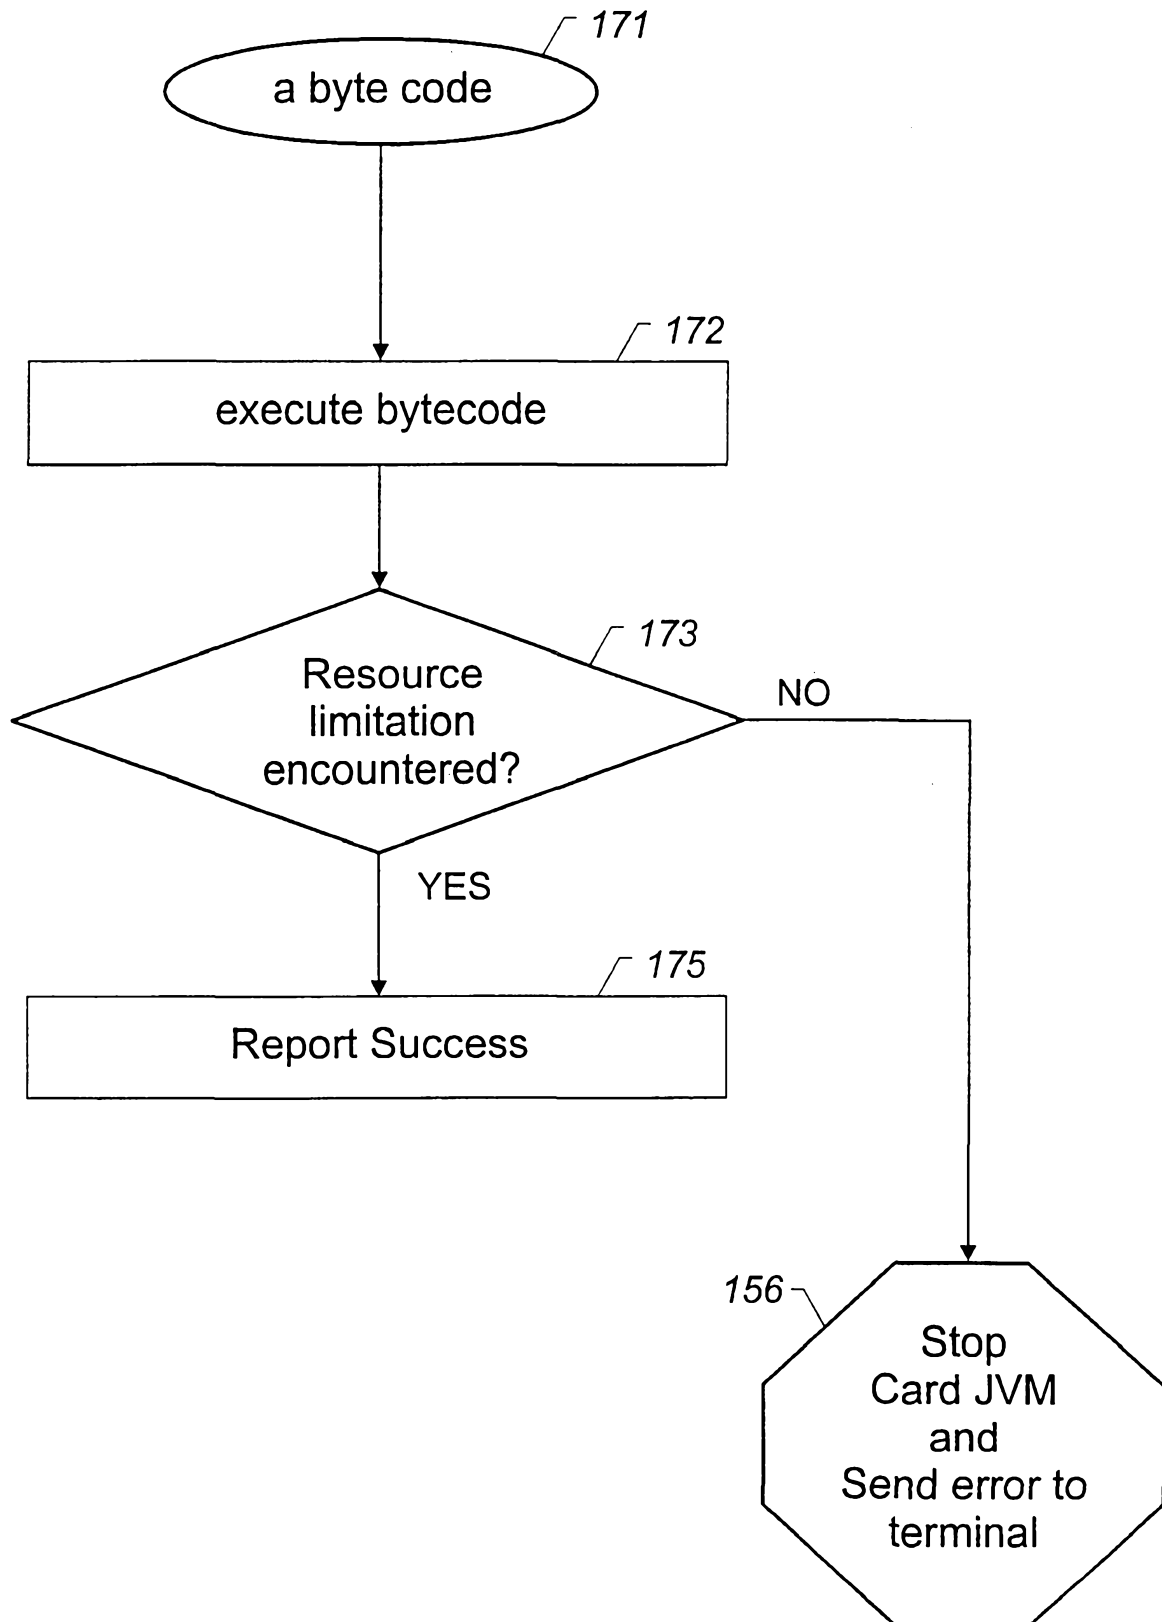 171
a byte code
172
execute bytecode
173
Resource
limitation
encountered?
NO
YES
175
Report Success
156
Stop
Card JVM
and
Send error to
terminal